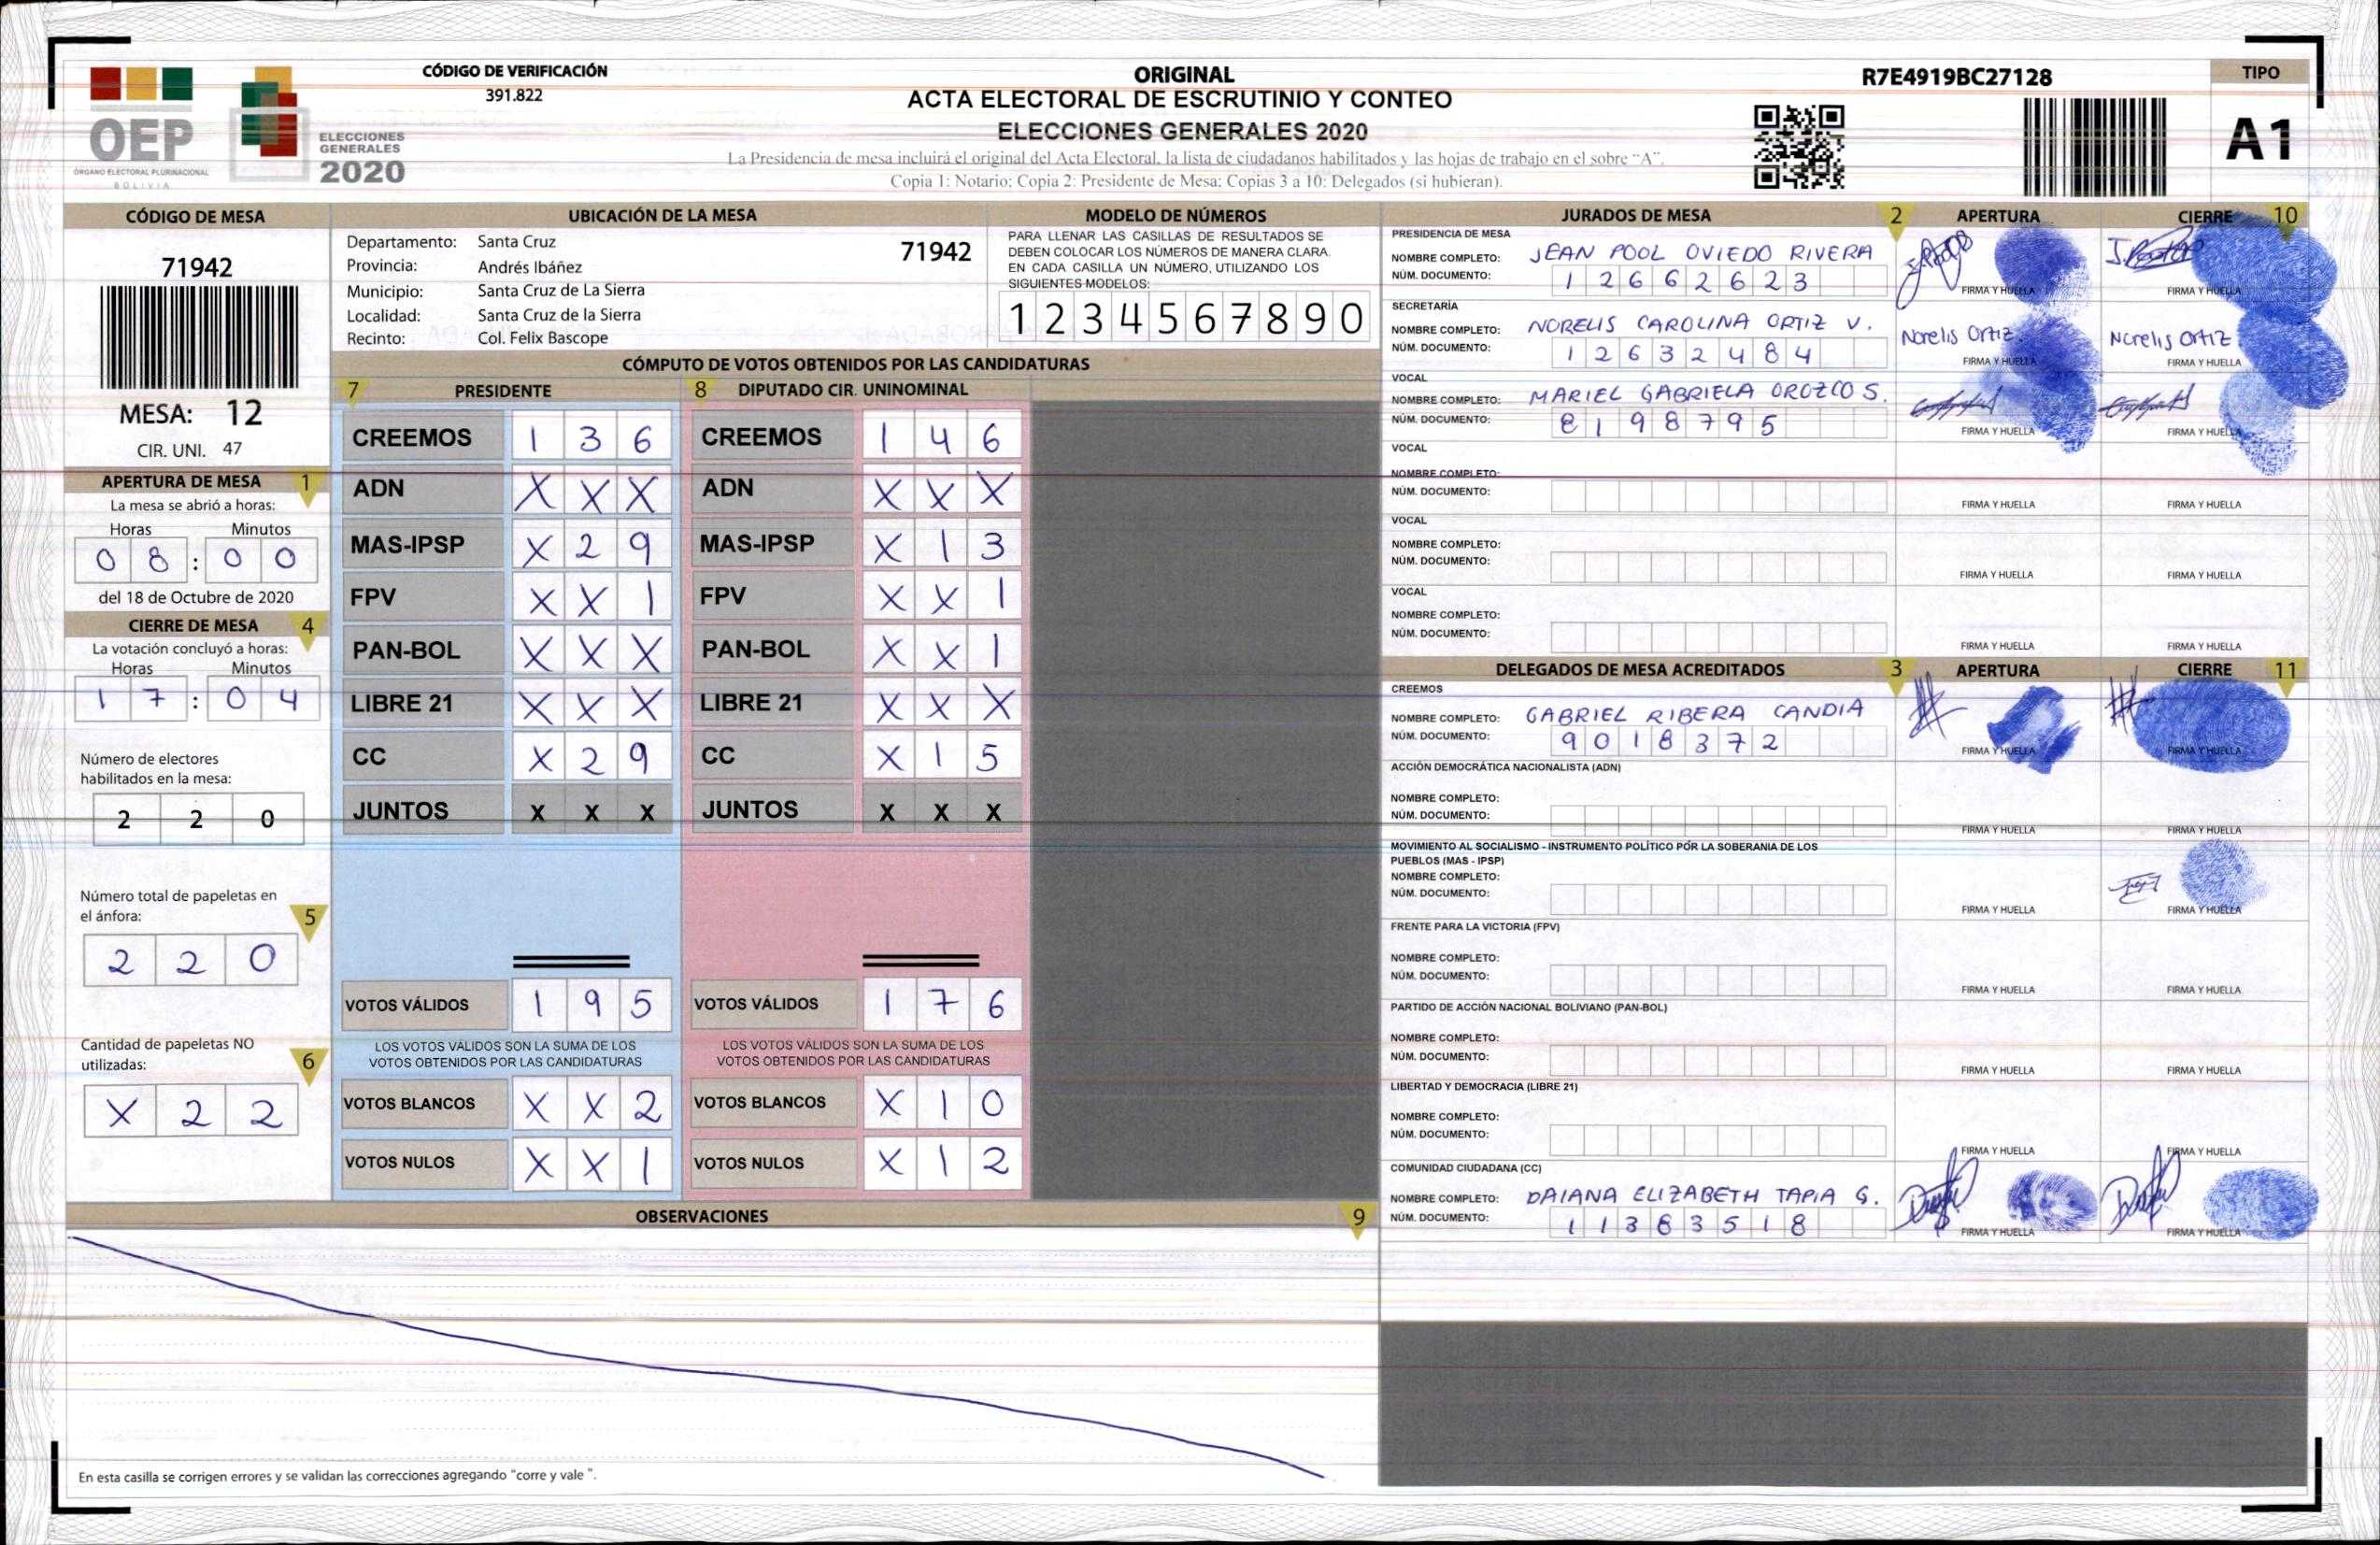 OEP
ÓRGANO ELECTORAL PLURINACIONAL
BOLIVIA
ELECCIONES
GENERALES
2020
CÓDIGO DE VERIFICACIÓN
391.822
ORIGINAL
ACTA ELECTORAL DE ESCRUTINIO Y CONTEO
ELECCIONES GENERALES 2020
La Presidencia de mesa incluirá el original del Acta Electoral, la lista de ciudadanos habilitados y las hojas de trabajo en el sobre "A".
Copia 1: Notario; Copia 2: Presidente de Mesa; Copias 3 a 10: Delegados (si hubieran).
R7E4919BC27128
TIPO
A1
CÓDIGO DE MESA
71942
MESA: 12
CIR. UNI. 47
APERTURA DE MESA 1
La mesa se abrió a horas:
Horas Minutos
0 8 : 0 0
del 18 de Octubre de 2020
CIERRE DE MESA 4
La votación concluyó a horas:
Horas Minutos
1 7 : 0 4
Número de electores
habilitados en la mesa:
2 2 0
Número total de papeletas en
el ánfora: 5
2 2 0
Cantidad de papeletas NO
utilizadas: 6
X 2 2
UBICACIÓN DE LA MESA
Departamento: Santa Cruz 71942
Provincia: Andrés Ibáñez
Municipio: Santa Cruz de La Sierra
Localidad: Santa Cruz de la Sierra
Recinto: Col. Felix Bascope
MODELO DE NÚMEROS
PARA LLENAR LAS CASILLAS DE RESULTADOS SE
DEBEN COLOCAR LOS NÚMEROS DE MANERA CLARA.
EN CADA CASILLA UN NÚMERO, UTILIZANDO LOS
SIGUIENTES MODELOS:
1 2 3 4 5 6 7 8 9 0
CÓMPUTO DE VOTOS OBTENIDOS POR LAS CANDIDATURAS
7 PRESIDENTE 8 DIPUTADO CIR. UNINOMINAL
CREEMOS 1 3 6 CREEMOS 1 4 6
ADN X X X ADN X X X
MAS-IPSP X 2 9 MAS-IPSP X 1 3
FPV X X 1 FPV X X 1
PAN-BOL X X X PAN-BOL X X 1
LIBRE 21 X X X LIBRE 21 X X X
CC X 2 9 CC X 1 5
JUNTOS X X X JUNTOS X X X
VOTOS VÁLIDOS 1 9 5 VOTOS VÁLIDOS 1 7 6
LOS VOTOS VÁLIDOS SON LA SUMA DE LOS LOS VOTOS VÁLIDOS SON LA SUMA DE LOS
VOTOS OBTENIDOS POR LAS CANDIDATURAS VOTOS OBTENIDOS POR LAS CANDIDATURAS
VOTOS BLANCOS X X 2 VOTOS BLANCOS X 1 0
VOTOS NULOS X X 1 VOTOS NULOS X 1 2
OBSERVACIONES 9
En esta casilla se corrigen errores y se validan las correcciones agregando "corre y vale ".
JURADOS DE MESA 2 APERTURA CIERRE 10
PRESIDENCIA DE MESA
NOMBRE COMPLETO: JEAN POOL OVIEDO RIVERA
NÚM. DOCUMENTO: 1 2 6 6 2 6 2 3
FIRMA Y HUELLA FIRMA Y HUELLA
SECRETARÍA
NOMBRE COMPLETO: NORELIS CAROLINA ORTIZ V. Norelis Ortiz Norelis Ortiz
NÚM. DOCUMENTO: 1 2 6 3 2 4 8 4
FIRMA Y HUELLA FIRMA Y HUELLA
VOCAL
NOMBRE COMPLETO: MARIEL GABRIELA OROZCO S.
NÚM. DOCUMENTO: 8 1 9 8 7 9 5
FIRMA Y HUELLA FIRMA Y HUELLA
VOCAL
NOMBRE COMPLETO:
NÚM. DOCUMENTO:
FIRMA Y HUELLA FIRMA Y HUELLA
VOCAL
NOMBRE COMPLETO:
NÚM. DOCUMENTO:
FIRMA Y HUELLA FIRMA Y HUELLA
VOCAL
NOMBRE COMPLETO:
NÚM. DOCUMENTO:
FIRMA Y HUELLA FIRMA Y HUELLA
DELEGADOS DE MESA ACREDITADOS 3 APERTURA CIERRE 11
CREEMOS
NOMBRE COMPLETO: GABRIEL RIBERA CANDIA
NÚM. DOCUMENTO: 9 0 1 8 3 7 2
FIRMA Y HUELLA FIRMA Y HUELLA
ACCIÓN DEMOCRÁTICA NACIONALISTA (ADN)
NOMBRE COMPLETO:
NÚM. DOCUMENTO:
FIRMA Y HUELLA FIRMA Y HUELLA
MOVIMIENTO AL SOCIALISMO - INSTRUMENTO POLÍTICO POR LA SOBERANIA DE LOS
PUEBLOS (MAS - IPSP)
NOMBRE COMPLETO:
NÚM. DOCUMENTO:
FIRMA Y HUELLA FIRMA Y HUELLA
FRENTE PARA LA VICTORIA (FPV)
NOMBRE COMPLETO:
NÚM. DOCUMENTO:
FIRMA Y HUELLA FIRMA Y HUELLA
PARTIDO DE ACCIÓN NACIONAL BOLIVIANO (PAN-BOL)
NOMBRE COMPLETO:
NÚM. DOCUMENTO:
FIRMA Y HUELLA FIRMA Y HUELLA
LIBERTAD Y DEMOCRACIA (LIBRE 21)
NOMBRE COMPLETO:
NÚM. DOCUMENTO:
FIRMA Y HUELLA FIRMA Y HUELLA
COMUNIDAD CIUDADANA (CC)
NOMBRE COMPLETO: DAIANA ELIZABETH TAPIA G.
NÚM. DOCUMENTO: 1 1 3 8 3 5 1 8
FIRMA Y HUELLA FIRMA Y HUELLA